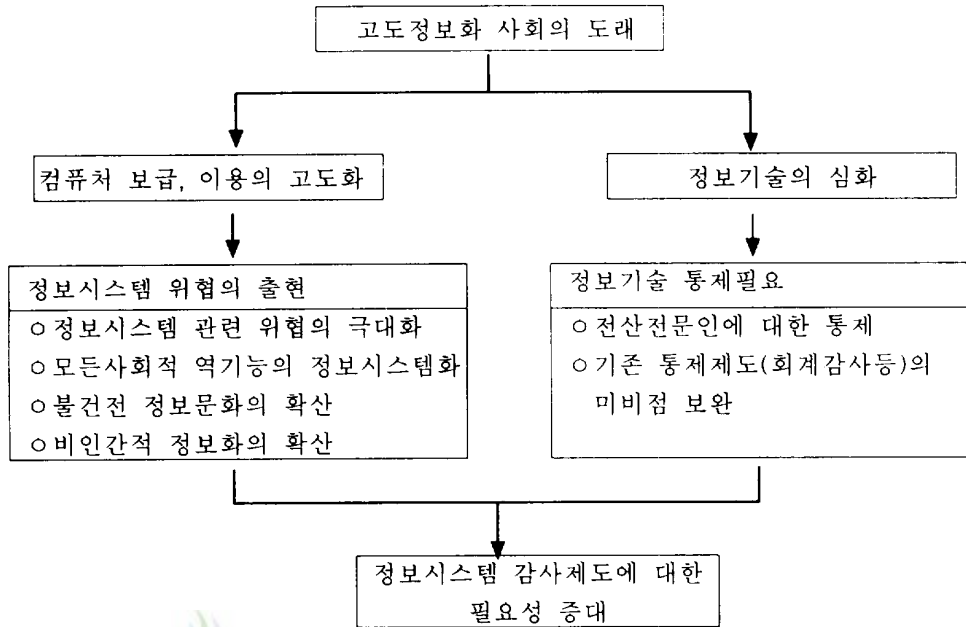 고도정보화 사회의 도래
컴퓨처 보급, 이용의 고도화
정보기술의 심화
정보시스템 위협의 출현
○ 정보시스템 관련 위협의 극대화
○ 모든사회적 역기능의 정보시스템화
○ 불건전 정보문화의 확산
○ 비인간적 정보화의 확산
정보기술 통제필요
○ 전산전문인에 대한 통제
○ 기존 통제제도(회계감사등)의
미비점 보완
정보시스템 감사제도에 대한
필요성 증대